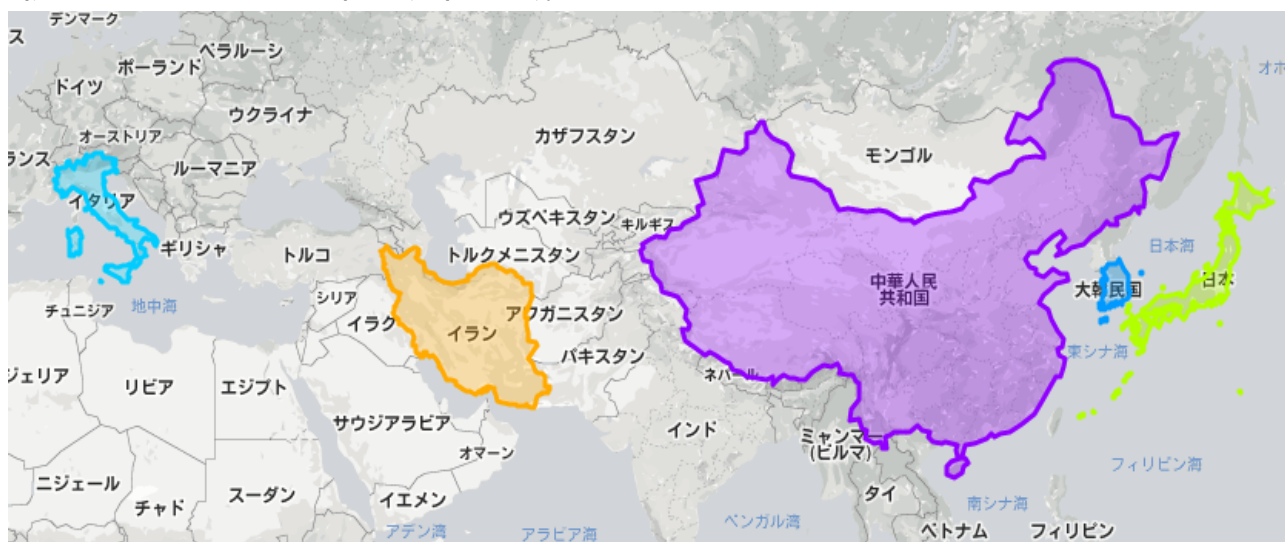 デンマーク
ス
ベラルーシ
ポーランド
オホ
ドイツ
ウクライナ
オーストリア
カザフスタン
ランス
モンゴル
ルーマニア
イタリア
ウズベキスタン
キルギス
ギリシャ
トルコ
トルクメニスタン
日本海
中華人民
共和国
大韓民国
日本
シリア
チュニジア
地中海
イラク
イラン
アフガニスタン
パキスタン
東シナ海
ジェリア
リビア
エジプト
ネパール
サウジアラビア
インド
ミャンマー
(ビルマ)
オマーン
フィリピン海
ニジェール
チャド
スーダン
イエメン
タイ
南シナ海
アデン湾
アラビア海
ベンガル湾
ベトナム
フィリピン